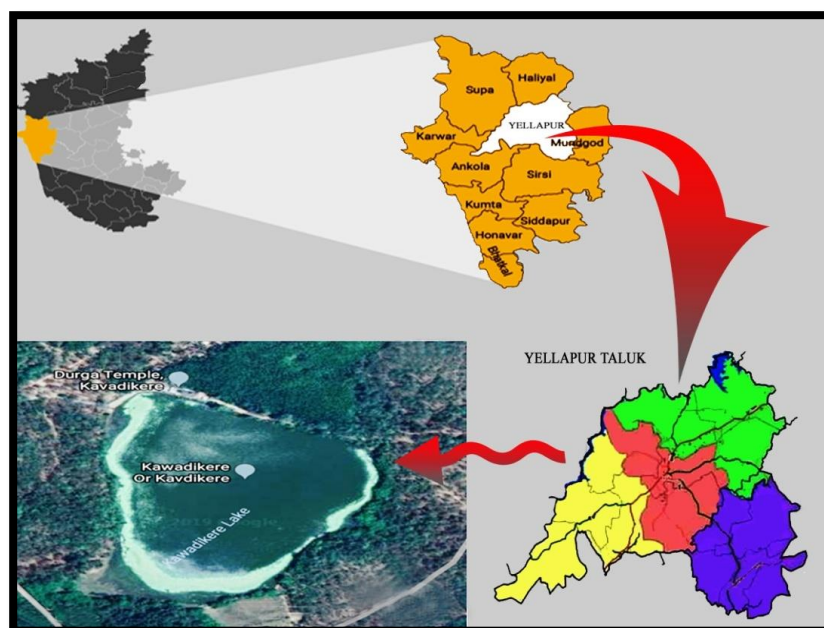 Supa
Haliyal
YELLAPUR
Karwar
Mundgod
Ankola
Sirsi
Kumta
Siddapur
Honavar
Bhatkal
YELLAPUR TALUK
Durga Temple,
Kavadikere
Kawadikere
Or Kavdikere
Kawadikere Lake